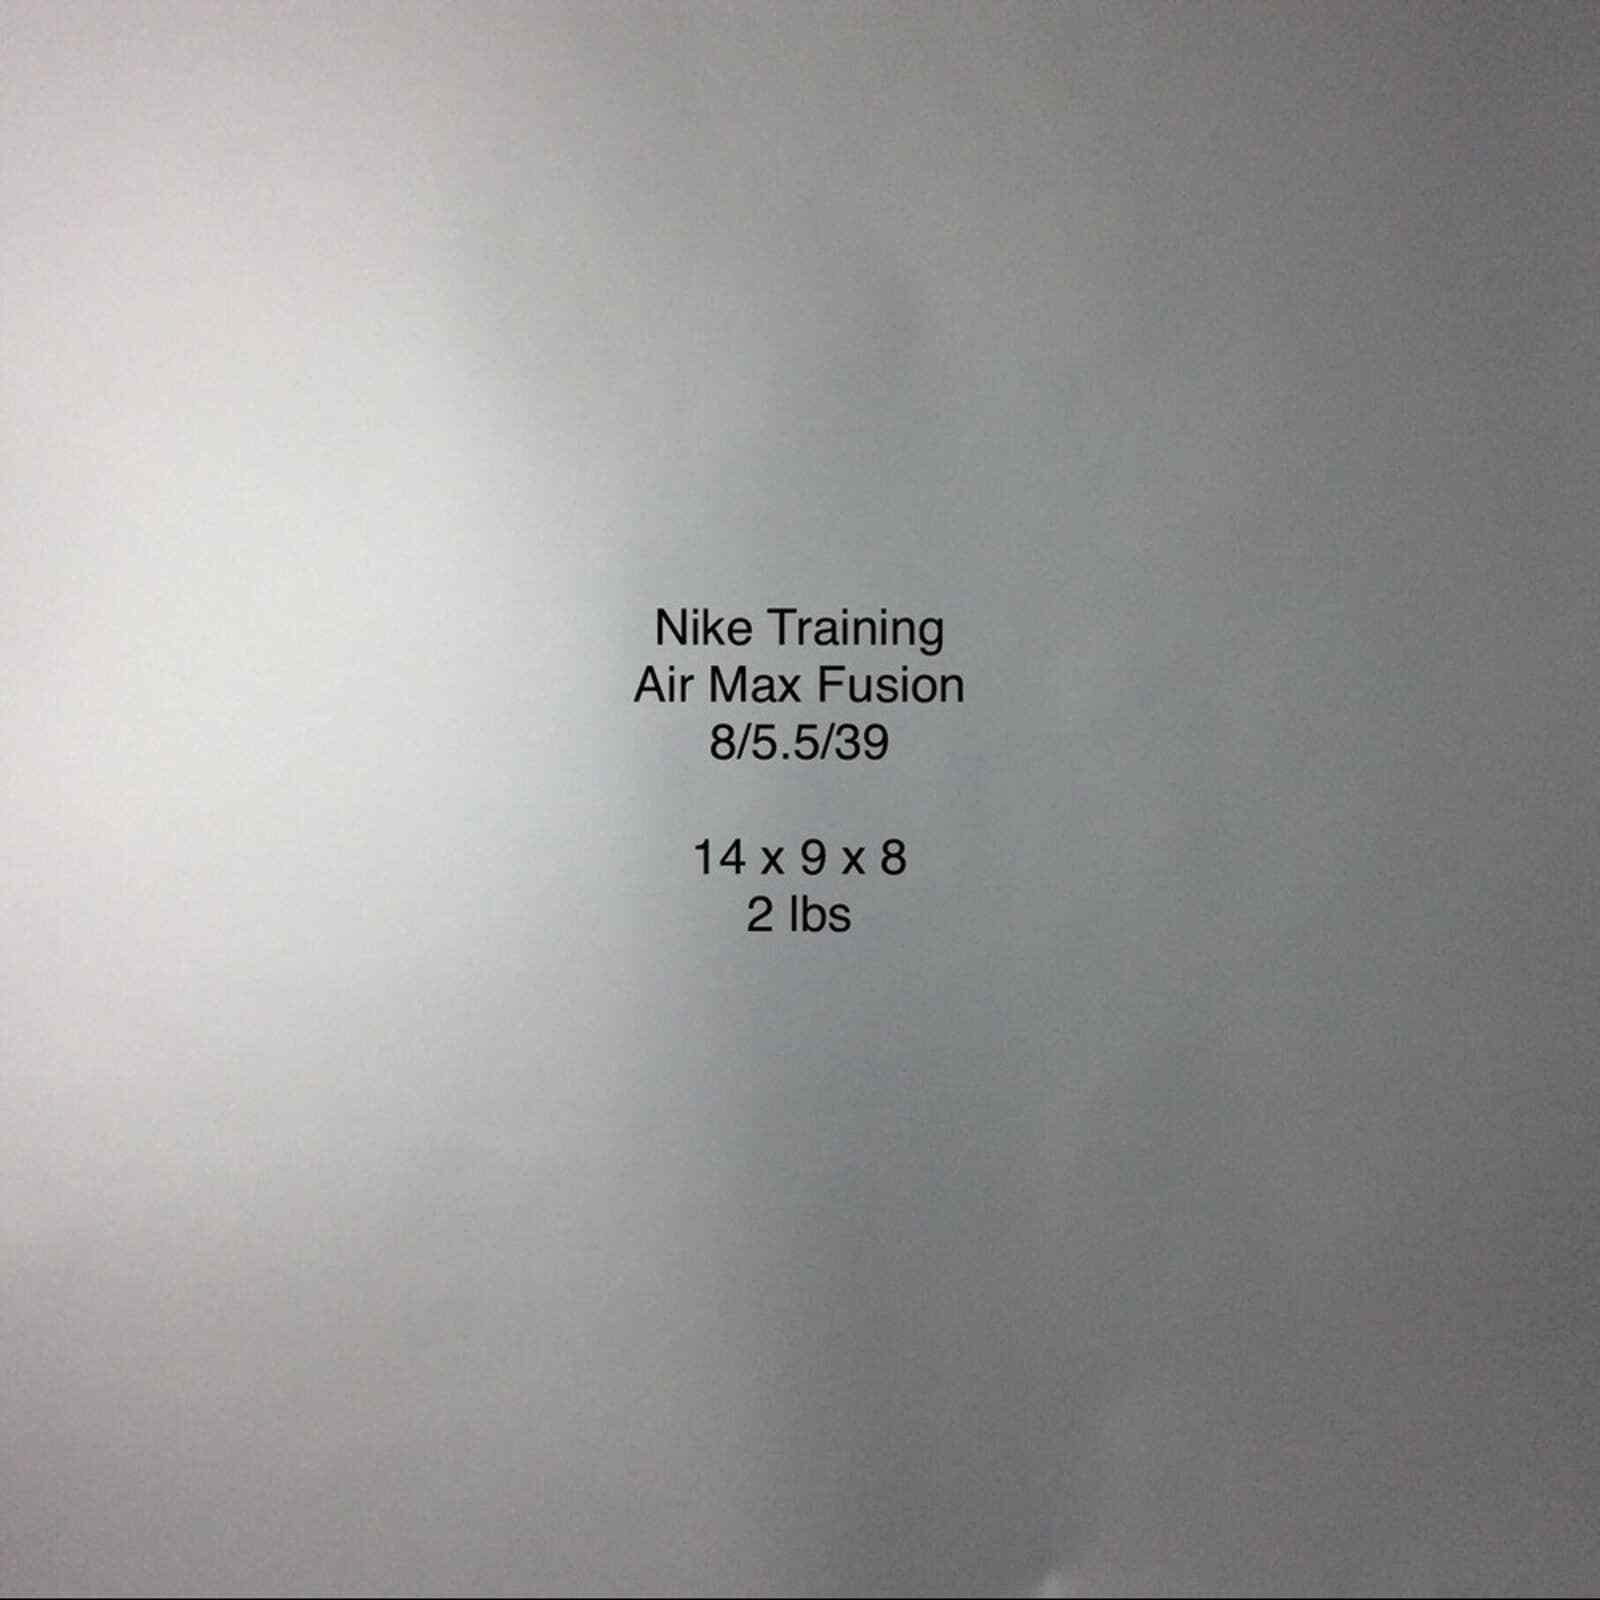 Nike Training
Air Max Fusion
8/5.5/39
14 x 9 x 8
2 lbs